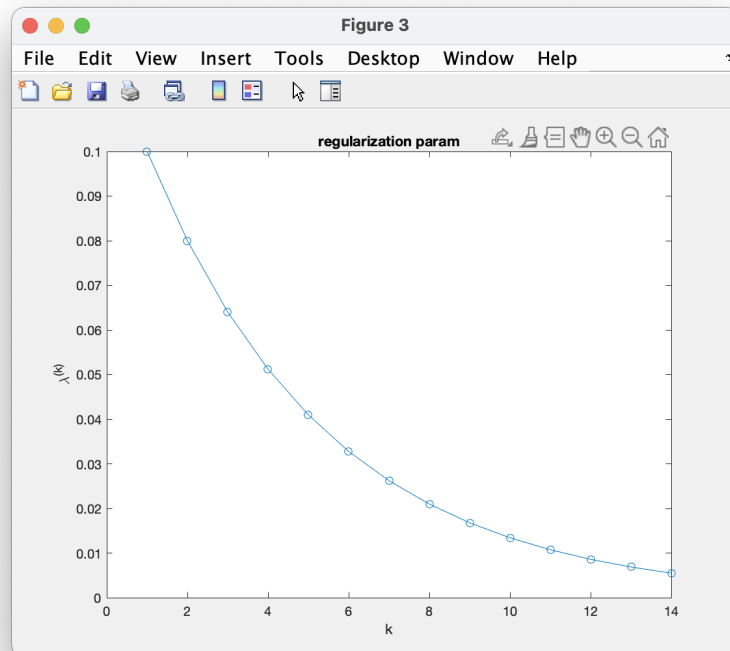 Figure 3
File Edit View Insert Tools Desktop Window Help
regularization param
0.1
0.09
0.08
0.07
0.06
0.05
0.04
0.03
0.02
0.01
0
λ^(k)
0 2 4 6 8 10 12 14
k